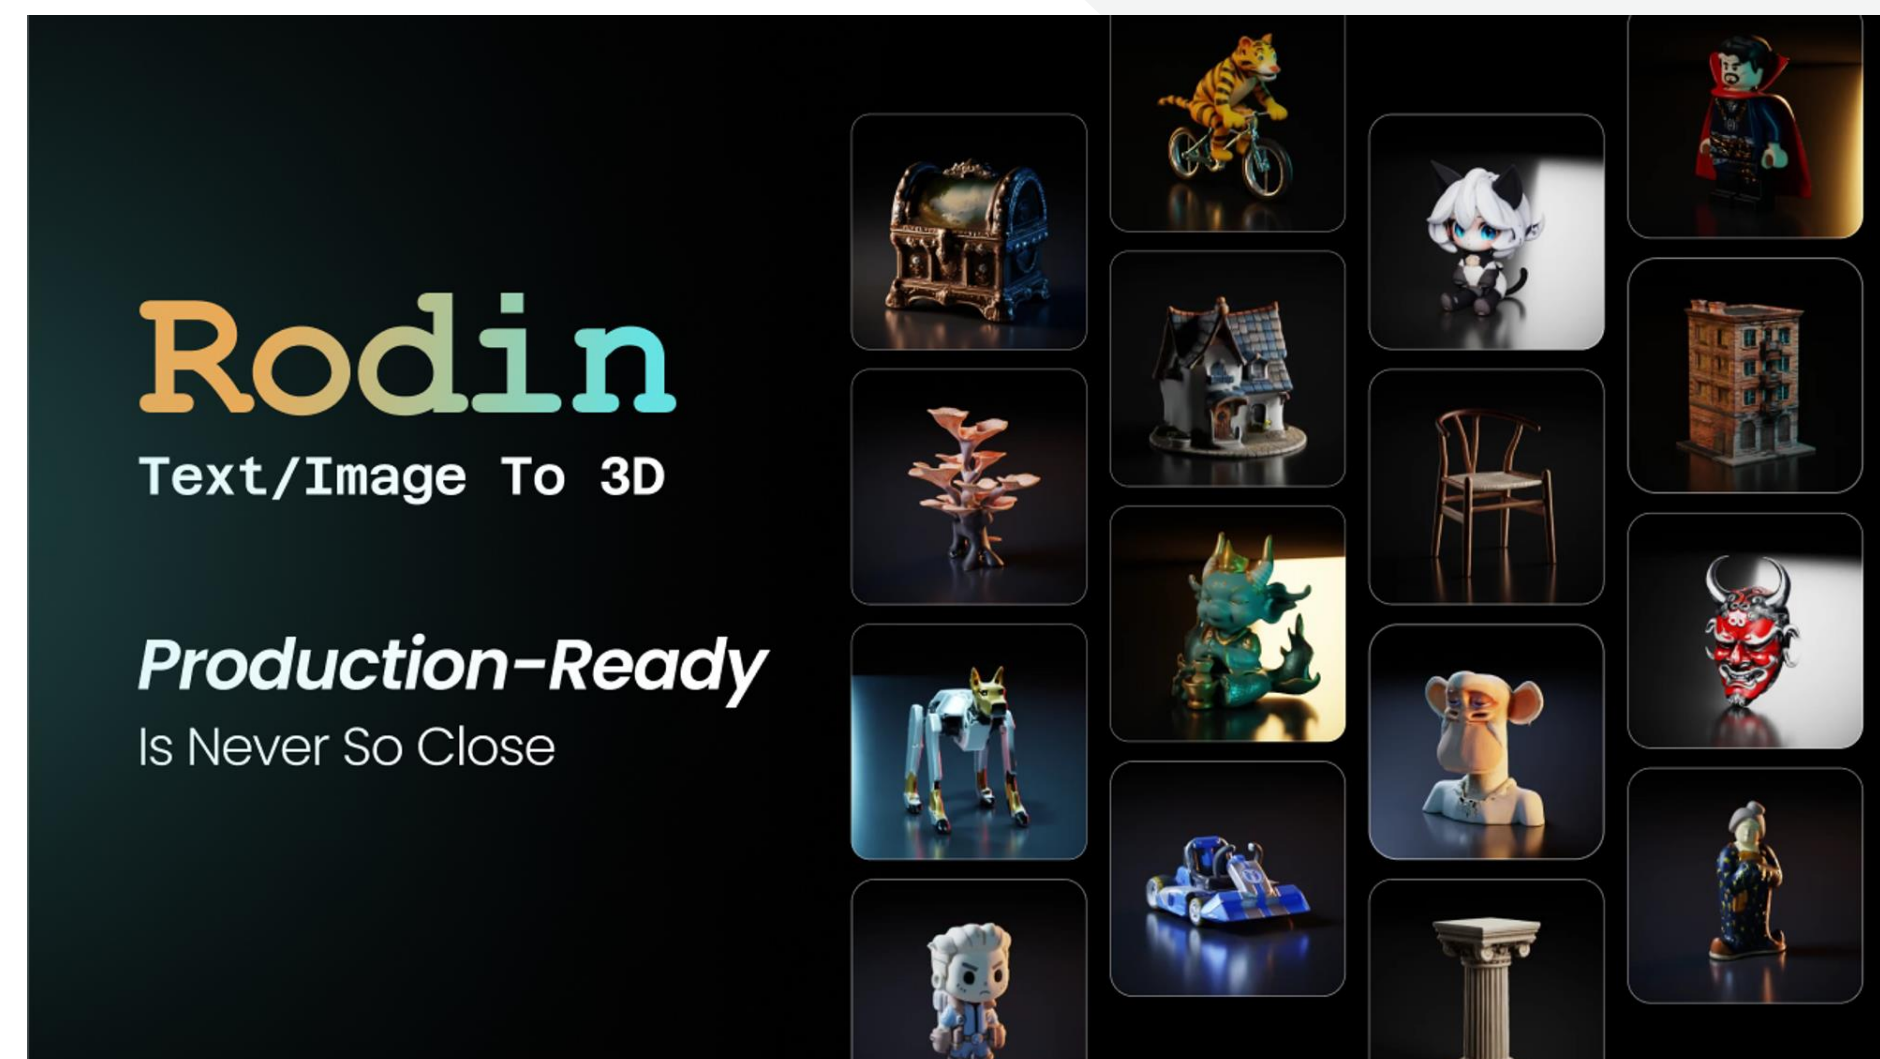 Rodin
Text/Image To 3D
Production-Ready
Is Never So Close